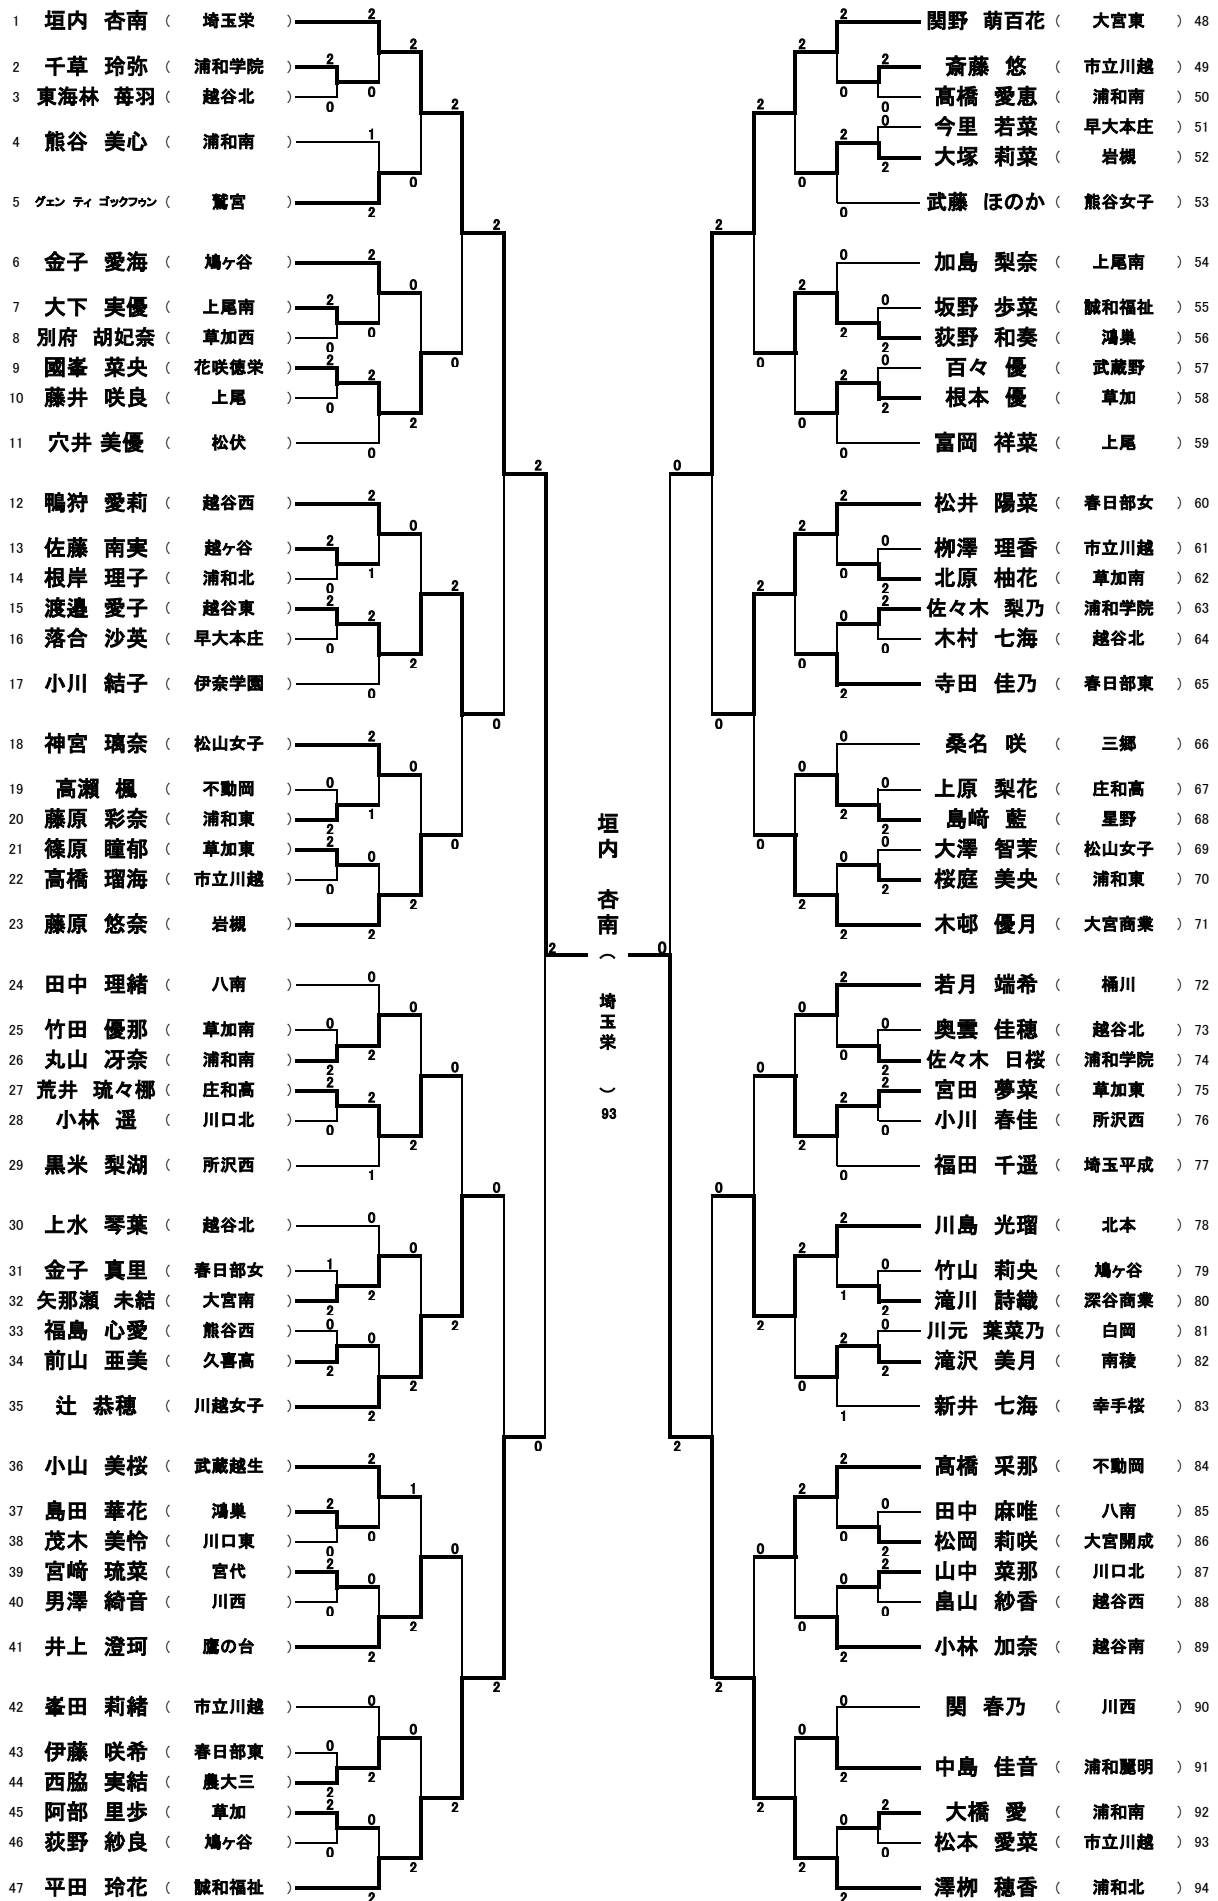 1 垣内 杏南 ( 埼玉栄 )
2 千草 玲弥 ( 浦和学院 )
3 東海林 苺羽 ( 越谷北 )
4 熊谷 美心 ( 浦和南 )
5 グェン ティ ゴックフゥン ( 鷲宮 )
6 金子 愛海 ( 鳩ヶ谷 )
7 大下 実優 ( 上尾南 )
8 別府 胡妃奈 ( 草加西 )
9 國峯 菜央 ( 花咲徳栄 )
10 藤井 咲良 ( 上尾 )
11 穴井 美優 ( 松伏 )
12 鴨狩 愛莉 ( 越谷西 )
13 佐藤 南実 ( 越ヶ谷 )
14 根岸 理子 ( 浦和北 )
15 渡邉 愛子 ( 越谷東 )
16 落合 沙英 ( 早大本庄 )
17 小川 結子 ( 伊奈学園 )
18 神宮 璃奈 ( 松山女子 )
19 高瀬 楓 ( 不動岡 )
20 藤原 彩奈 ( 浦和東 )
21 篠原 瞳郁 ( 草加東 )
22 高橋 瑠海 ( 市立川越 )
23 藤原 悠奈 ( 岩槻 )
24 田中 理緒 ( 八南 )
25 竹田 優那 ( 草加南 )
26 丸山 冴奈 ( 浦和南 )
27 荒井 琉々梛 ( 庄和高 )
28 小林 遥 ( 川口北 )
29 黒米 梨湖 ( 所沢西 )
30 上水 琴葉 ( 越谷北 )
31 金子 真里 ( 春日部女 )
32 矢那瀬 未結 ( 大宮南 )
33 福島 心愛 ( 熊谷西 )
34 前山 亜美 ( 久喜高 )
35 辻 恭穂 ( 川越女子 )
36 小山 美桜 ( 武蔵越生 )
37 島田 華花 ( 鴻巣 )
38 茂木 美怜 ( 川口東 )
39 宮﨑 琉菜 ( 宮代 )
40 男澤 綺音 ( 川西 )
41 井上 澄珂 ( 鷹の台 )
42 峯田 莉緒 ( 市立川越 )
43 伊藤 咲希 ( 春日部東 )
44 西脇 実結 ( 農大三 )
45 阿部 里歩 ( 草加 )
46 荻野 紗良 ( 鳩ヶ谷 )
47 平田 玲花 ( 誠和福祉 )
垣内 杏南 ( 埼玉栄 )
93
関野 萌百花 ( 大宮東 ) 48
斎藤 悠 ( 市立川越 ) 49
髙橋 愛恵 ( 浦和南 ) 50
今里 若菜 ( 早大本庄 ) 51
大塚 莉菜 ( 岩槻 ) 52
武藤 ほのか ( 熊谷女子 ) 53
加島 梨奈 ( 上尾南 ) 54
坂野 歩菜 ( 誠和福祉 ) 55
荻野 和奏 ( 鴻巣 ) 56
百々 優 ( 武蔵野 ) 57
根本 優 ( 草加 ) 58
富岡 祥菜 ( 上尾 ) 59
松井 陽菜 ( 春日部女 ) 60
栁澤 理香 ( 市立川越 ) 61
北原 柚花 ( 草加南 ) 62
佐々木 梨乃 ( 浦和学院 ) 63
木村 七海 ( 越谷北 ) 64
寺田 佳乃 ( 春日部東 ) 65
桑名 咲 ( 三郷 ) 66
上原 梨花 ( 庄和高 ) 67
島﨑 藍 ( 星野 ) 68
大澤 智茉 ( 松山女子 ) 69
桜庭 美央 ( 浦和東 ) 70
木邨 優月 ( 大宮商業 ) 71
若月 端希 ( 桶川 ) 72
奥雲 佳穂 ( 越谷北 ) 73
佐々木 日桜 ( 浦和学院 ) 74
宮田 夢菜 ( 草加東 ) 75
小川 春佳 ( 所沢西 ) 76
福田 千遥 ( 埼玉平成 ) 77
川島 光瑠 ( 北本 ) 78
竹山 莉央 ( 鳩ヶ谷 ) 79
滝川 詩織 ( 深谷商業 ) 80
川元 葉菜乃 ( 白岡 ) 81
滝沢 美月 ( 南稜 ) 82
新井 七海 ( 幸手桜 ) 83
髙橋 采那 ( 不動岡 ) 84
田中 麻唯 ( 八南 ) 85
松岡 莉咲 ( 大宮開成 ) 86
山中 菜那 ( 川口北 ) 87
畠山 紗香 ( 越谷西 ) 88
小林 加奈 ( 越谷南 ) 89
関 春乃 ( 川西 ) 90
中島 佳音 ( 浦和麗明 ) 91
大橋 愛 ( 浦和南 ) 92
松本 愛菜 ( 市立川越 ) 93
澤栁 穂香 ( 浦和北 ) 94